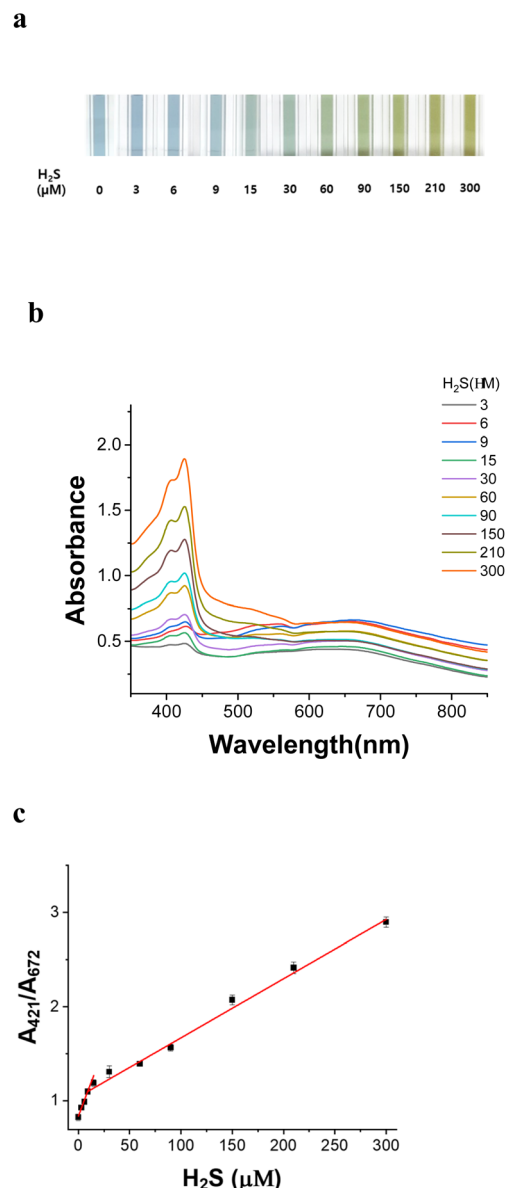 a
H₂S
(μM)
0 3 6 9 15 30 60 90 150 210 300
b
H₂S(HM)
3
6
9
15
30
60
90
150
210
300
2.0
1.5
1.0
0.5
Absorbance
400 500 600 700 800
Wavelength(nm)
c
3
2
1
A₄₂₁/A₆₇₂
0 50 100 150 200 250 300
H₂S (μM)